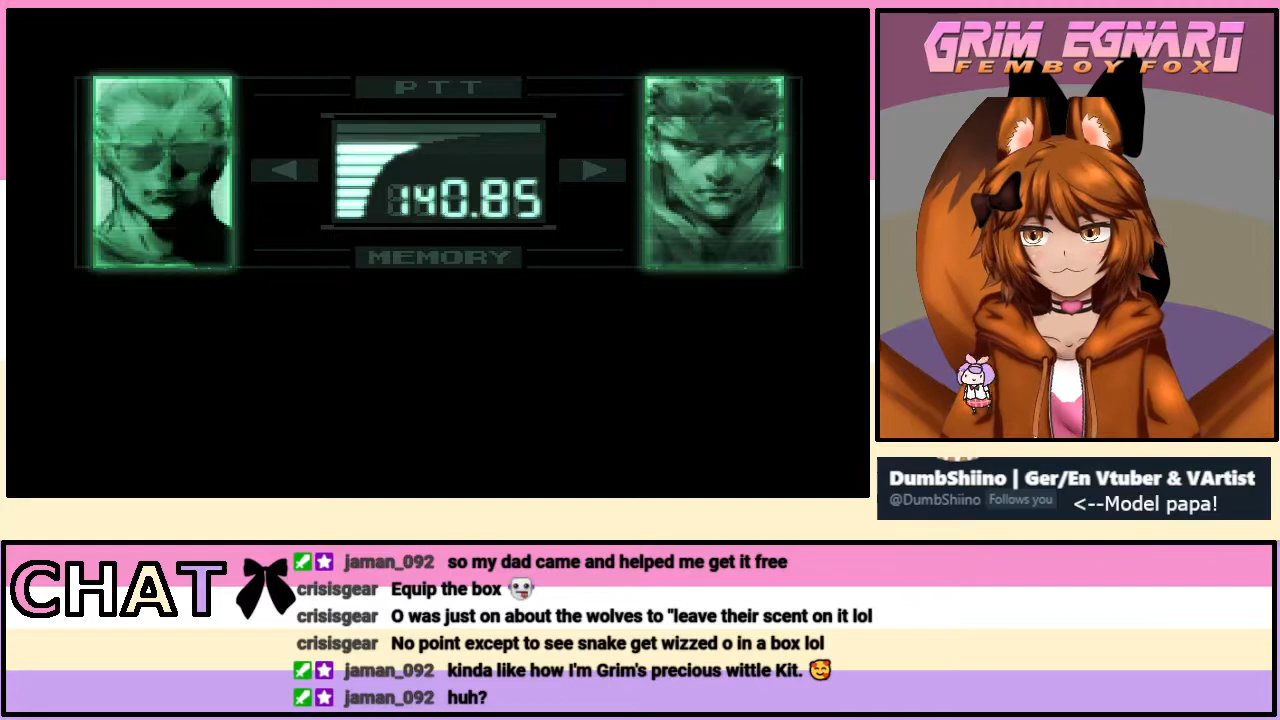 PTT
140.85
MEMORY
GRIM EGNART
FEMBOY FOX
DumbShiino | Ger/En Vtuber & VArtist
@DumbShiino Follows you <--Model papa!
CHAT
jaman_092 so my dad came and helped me get it free
crisisgear Equip the box
crisisgear O was just on about the wolves to "leave their scent on it lol
crisisgear No point except to see snake get wizzed o in a box lol
jaman_092 kinda like how I'm Grim's precious wittle Kit.
jaman_092 huh?